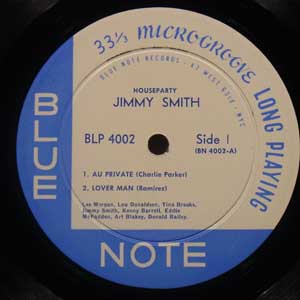 33⅓ MICROGROOVE LONG PLAYING
BLUE NOTE RECORDS • 47 WEST 63rd • NYC
HOUSEPARTY
JIMMY SMITH
BLP 4002
Side 1
(BN 4002-A)
1. AU PRIVATE (Charlie Parker)
2. LOVER MAN (Ramirez)
Lee Morgan, Lou Donaldson, Tina Brooks,
Jimmy Smith, Kenny Burrell, Eddie
McFadden, Art Blakey, Donald Bailey.
BLUE
NOTE